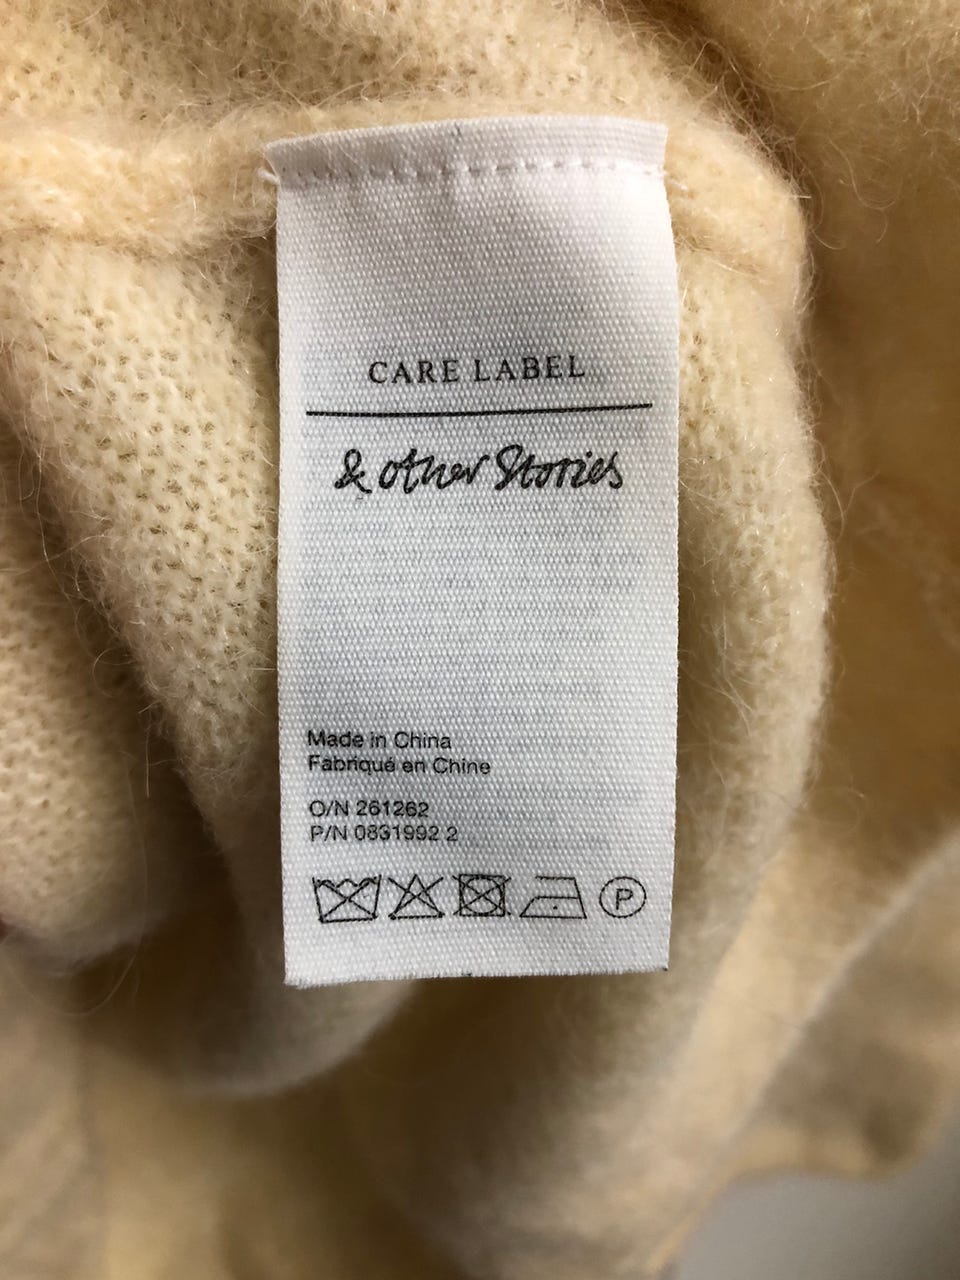 CARE LABEL
& other Stories
Made in China
Fabriqué en Chine
O/N 261262
P/N 0831992 2
P